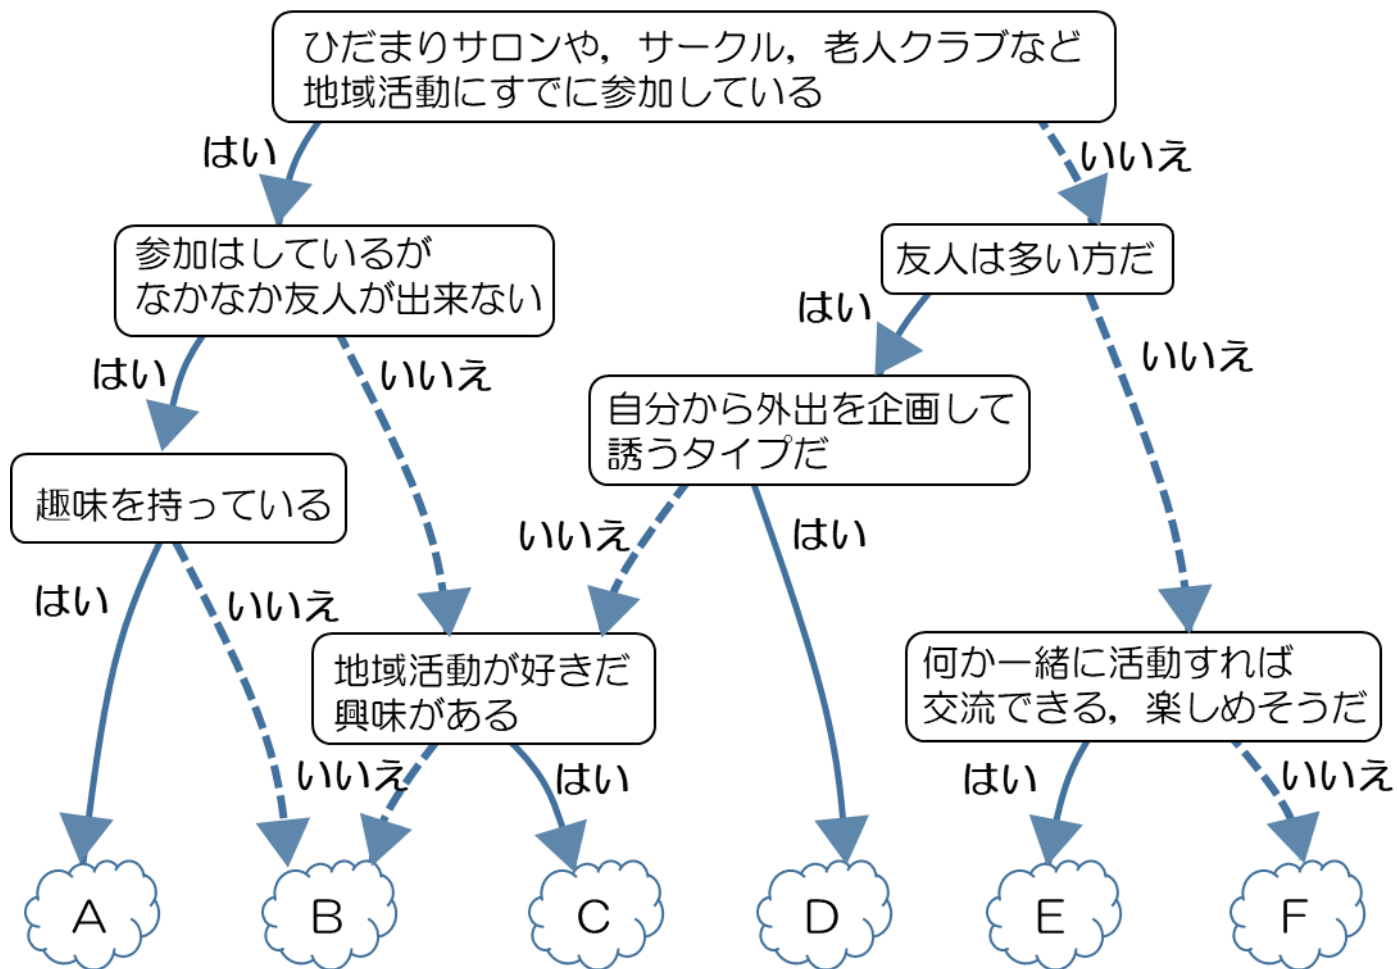 ひだまりサロンや，サークル，老人クラブなど
地域活動にすでに参加している
はい
いいえ
参加はしているが
なかなか友人が出来ない
友人は多い方だ
はい
いいえ
はい
いいえ
自分から外出を企画して
誘うタイプだ
趣味を持っている
いいえ
はい
はい
いいえ
地域活動が好きだ
興味がある
何か一緒に活動すれば
交流できる，楽しめそうだ
いいえ
はい
はい
いいえ
A
B
C
D
E
F